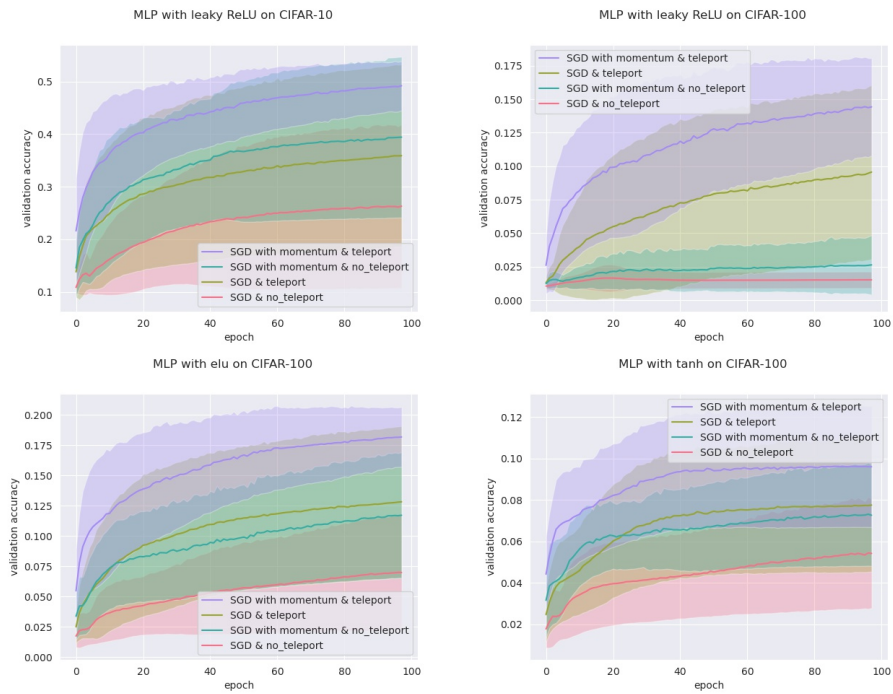 MLP with leaky ReLU on CIFAR-10
validation accuracy
0.5
0.4
0.3
0.2
0.1
0 20 40 60 80 100
epoch
SGD with momentum & teleport
SGD with momentum & no_teleport
SGD & teleport
SGD & no_teleport
MLP with leaky ReLU on CIFAR-100
validation accuracy
0.175
0.150
0.125
0.100
0.075
0.050
0.025
0.000
0 20 40 60 80 100
epoch
SGD with momentum & teleport
SGD & teleport
SGD with momentum & no_teleport
SGD & no_teleport
MLP with elu on CIFAR-100
validation accuracy
0.200
0.175
0.150
0.125
0.100
0.075
0.050
0.025
0.000
0 20 40 60 80 100
epoch
SGD with momentum & teleport
SGD & teleport
SGD with momentum & no_teleport
SGD & no_teleport
MLP with tanh on CIFAR-100
validation accuracy
0.12
0.10
0.08
0.06
0.04
0.02
0 20 40 60 80 100
epoch
SGD with momentum & teleport
SGD & teleport
SGD with momentum & no_teleport
SGD & no_teleport